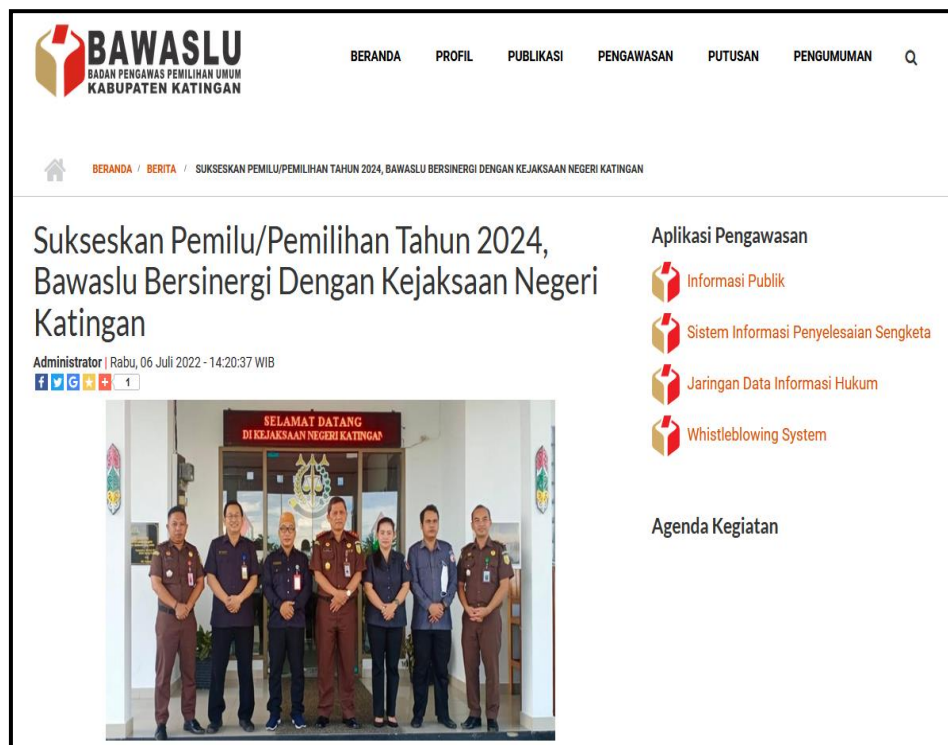 BAWASLU
BADAN PENGAWAS PEMILIHAN UMUM
KABUPATEN KATINGAN
BERANDA PROFIL PUBLIKASI PENGAWASAN PUTUSAN PENGUMUMAN
BERANDA / BERITA / SUKSESKAN PEMILU/PEMILIHAN TAHUN 2024, BAWASLU BERSINERGI DENGAN KEJAKSAAN NEGERI KATINGAN
Sukseskan Pemilu/Pemilihan Tahun 2024,
Bawaslu Bersinergi Dengan Kejaksaan Negeri
Katingan
Administrator | Rabu, 06 Juli 2022 - 14:20:37 WIB
1
SELAMAT DATANG
DI KEJAKSAAN NEGERI KATINGAN
Aplikasi Pengawasan
Informasi Publik
Sistem Informasi Penyelesaian Sengketa
Jaringan Data Informasi Hukum
Whistleblowing System
Agenda Kegiatan